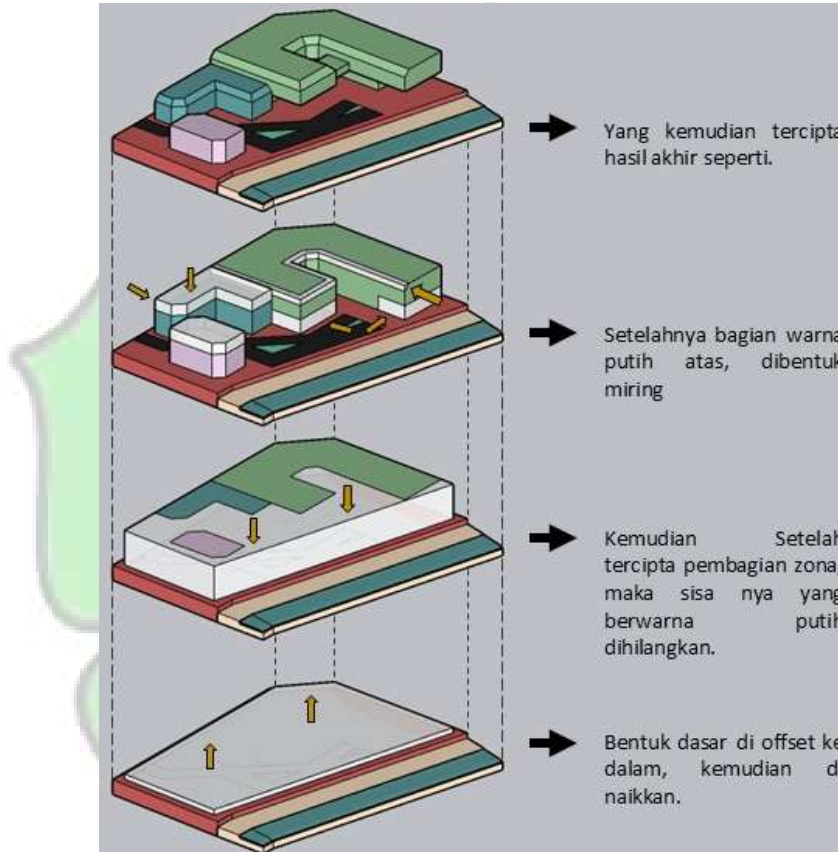 Yang kemudian tercipta
hasil akhir seperti.
Setelahnya bagian warna
putih atas, dibentuk
miring
Kemudian Setelah
tercipta pembagian zona,
maka sisa nya yang
berwarna putih
dihilangkan.
Bentuk dasar di offset ke
dalam, kemudian di
naikkan.